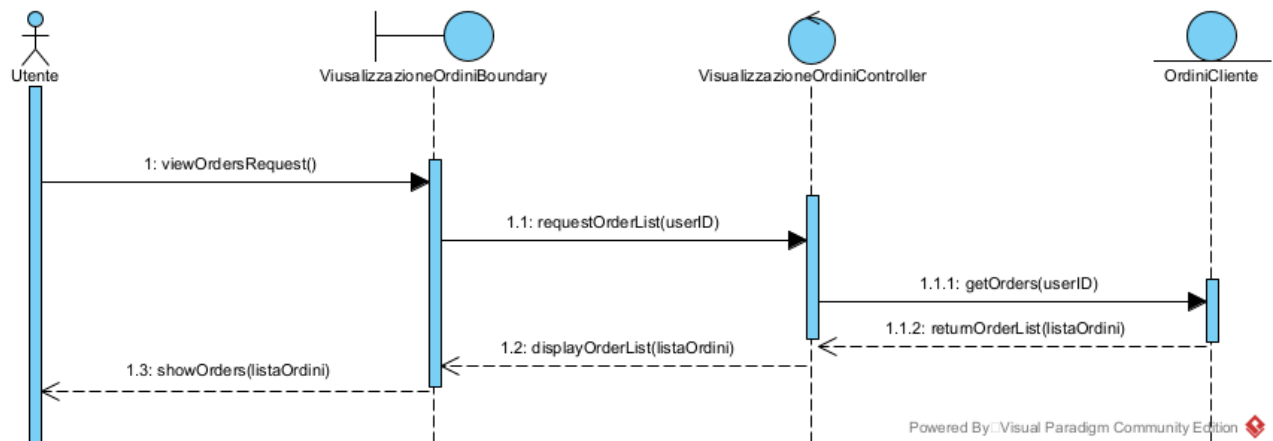 Utente
ViusalizzazioneOrdiniBoundary
VisualizzazioneOrdiniController
OrdiniCliente
1: viewOrdersRequest()
1.1: requestOrderList(userID)
1.1.1: getOrders(userID)
1.1.2: returnOrderList(listaOrdini)
1.2: displayOrderList(listaOrdini)
1.3: showOrders(listaOrdini)
Powered By Visual Paradigm Community Edition